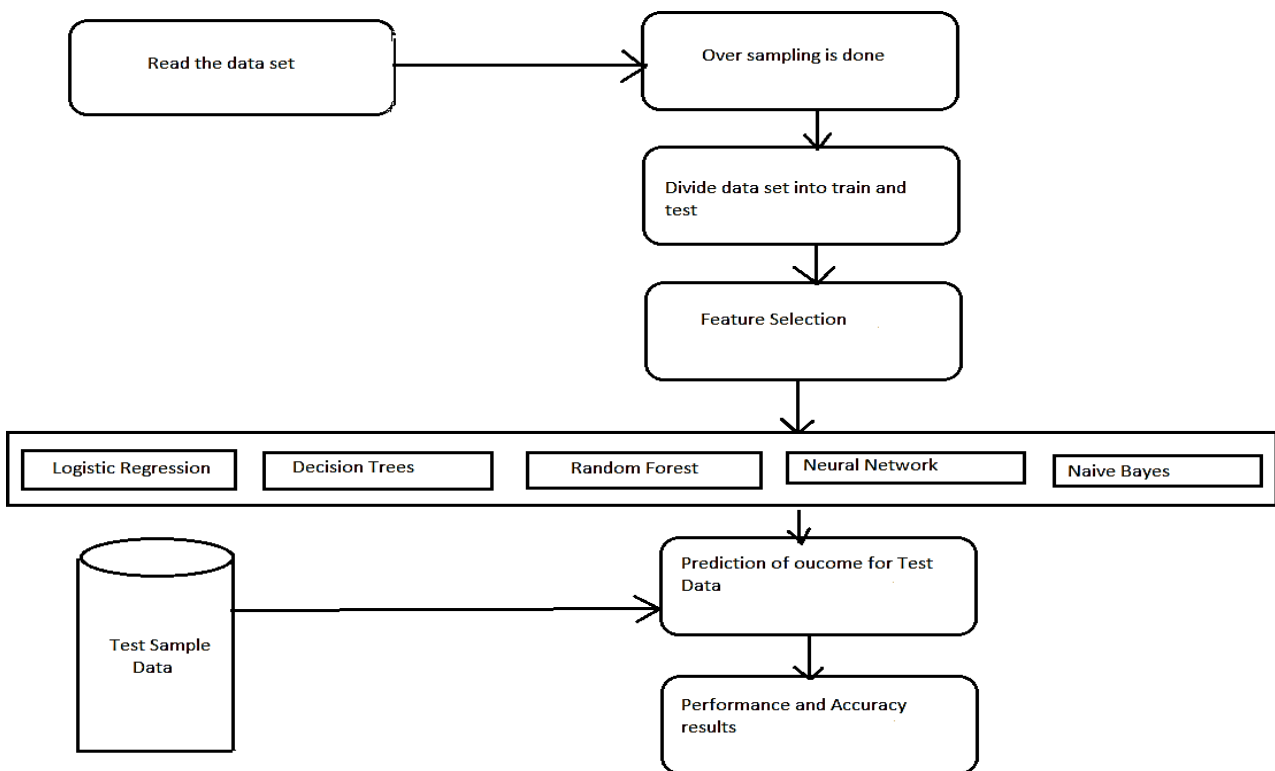 Read the data set
Over sampling is done
Divide data set into train and
test
Feature Selection
Logistic Regression
Decision Trees
Random Forest
Neural Network
Naive Bayes
Prediction of oucome for Test
Data
Test Sample
Data
Performance and Accuracy
results